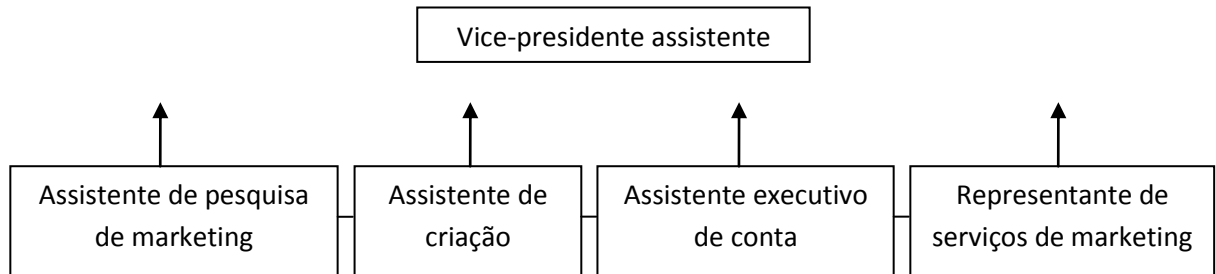 Vice-presidente assistente
Assistente de pesquisa
de marketing
Assistente de
criação
Assistente executivo
de conta
Representante de
serviços de marketing